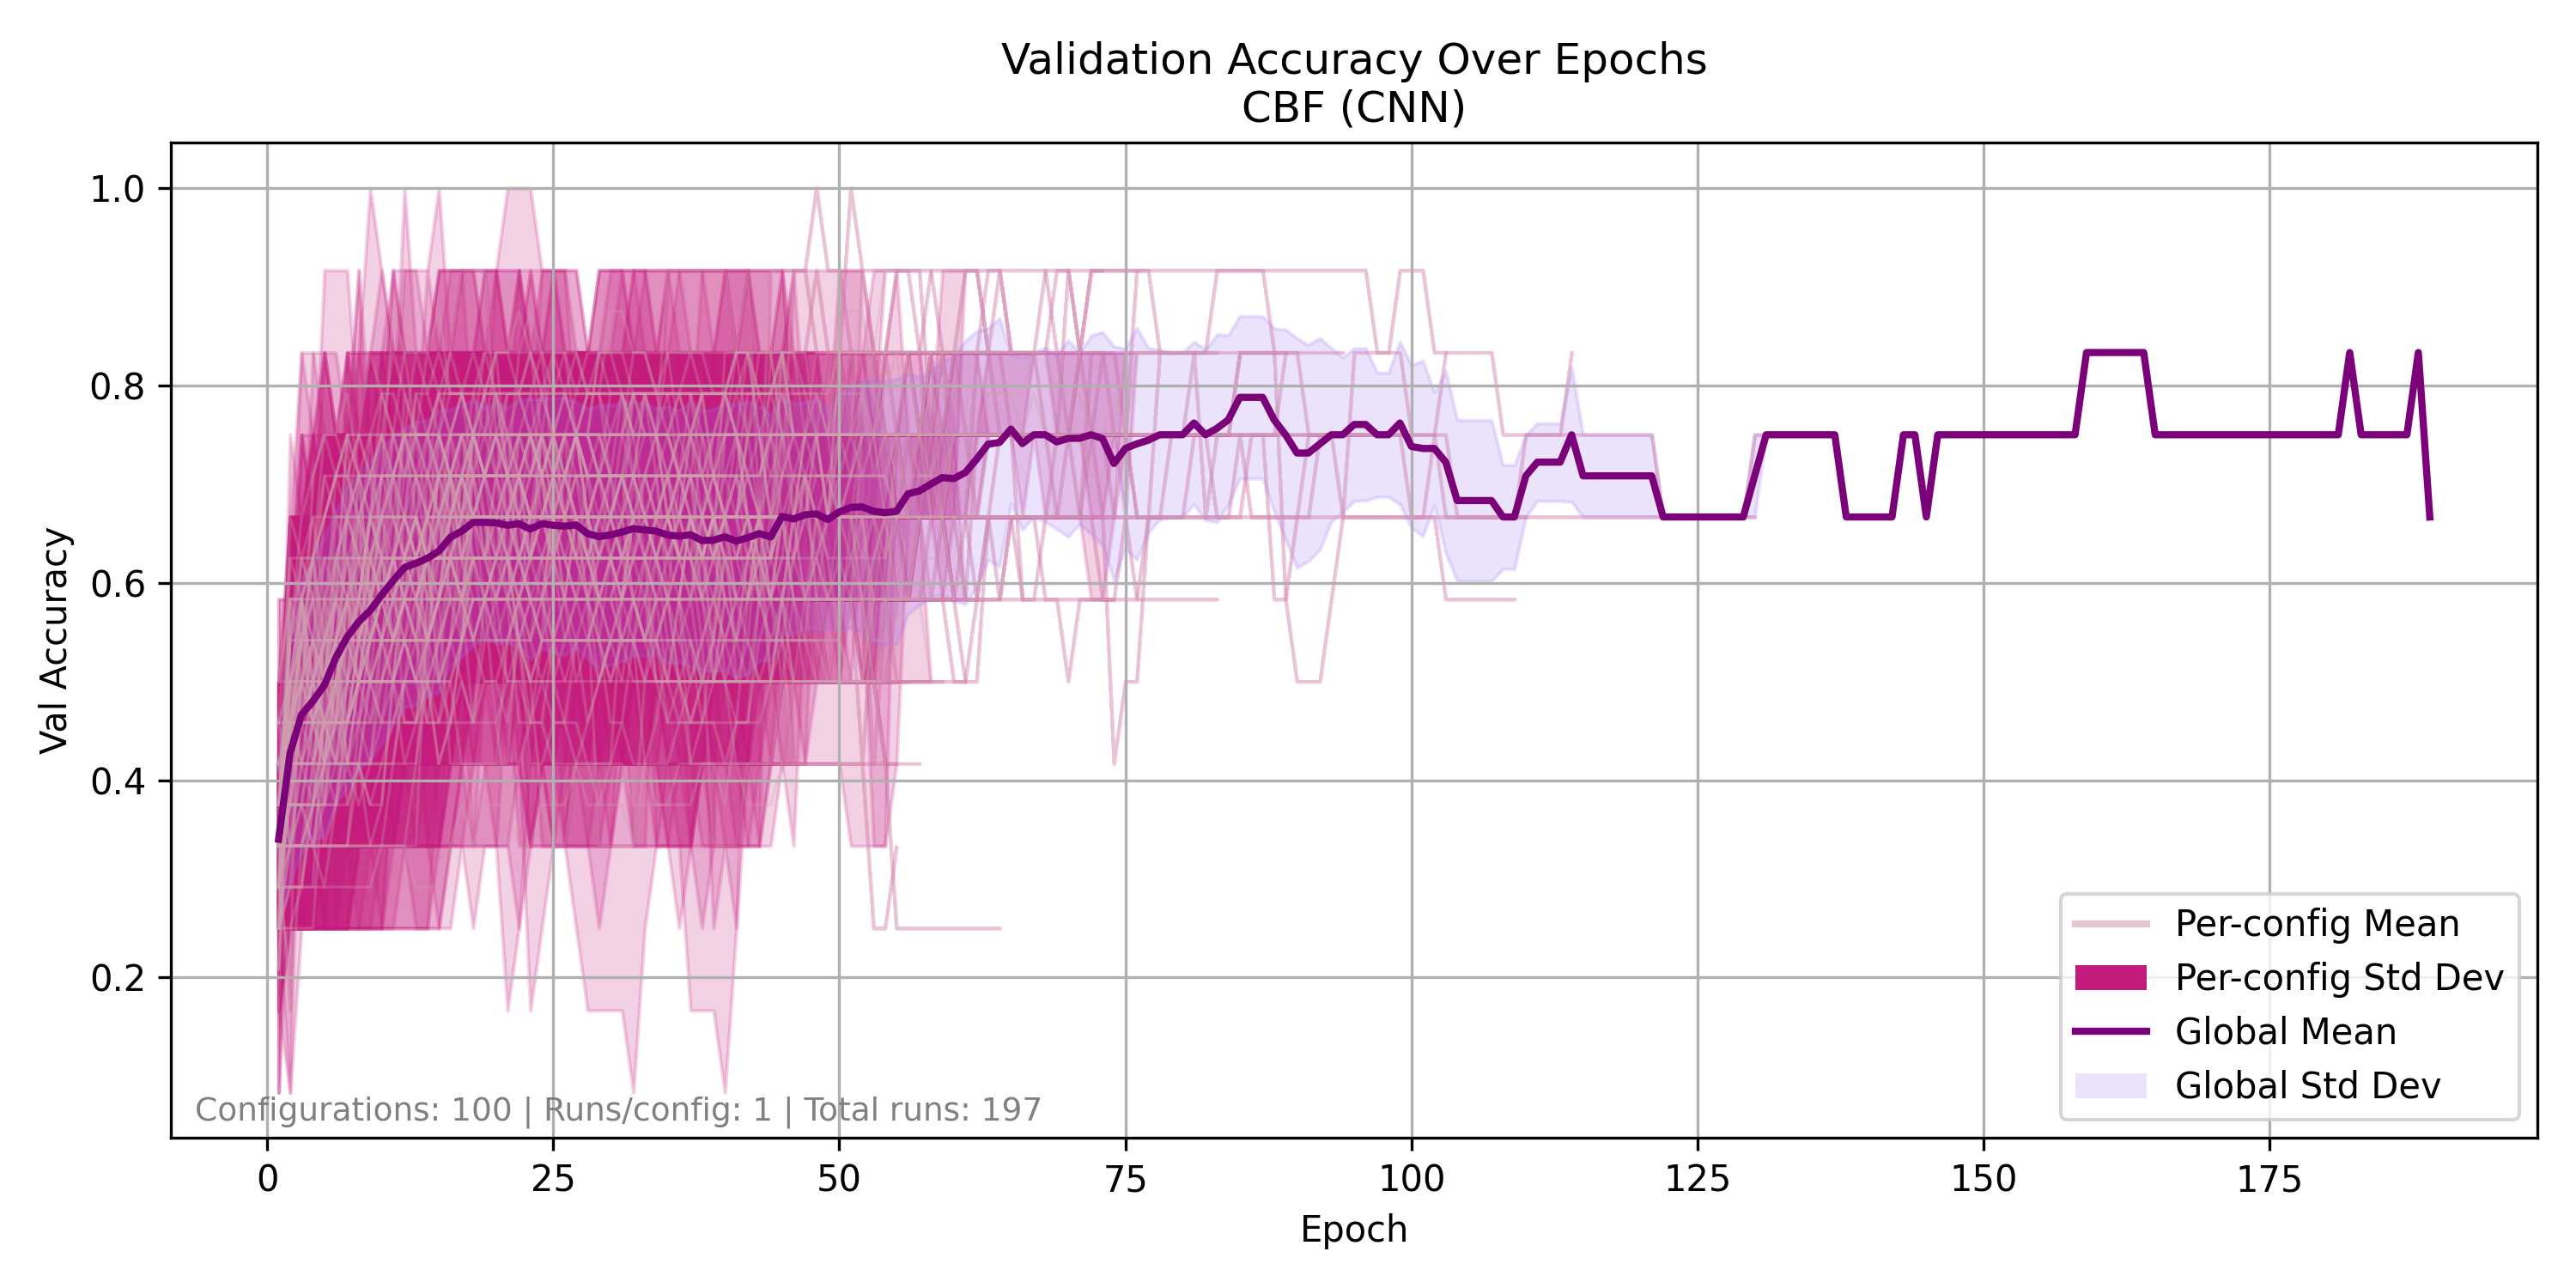 Validation Accuracy Over Epochs
CBF (CNN)
Val Accuracy
1.0
0.8
0.6
0.4
0.2
Per-config Mean
Per-config Std Dev
Global Mean
Global Std Dev
Configurations: 100 | Runs/config: 1 | Total runs: 197
0 25 50 75 100 125 150 175
Epoch